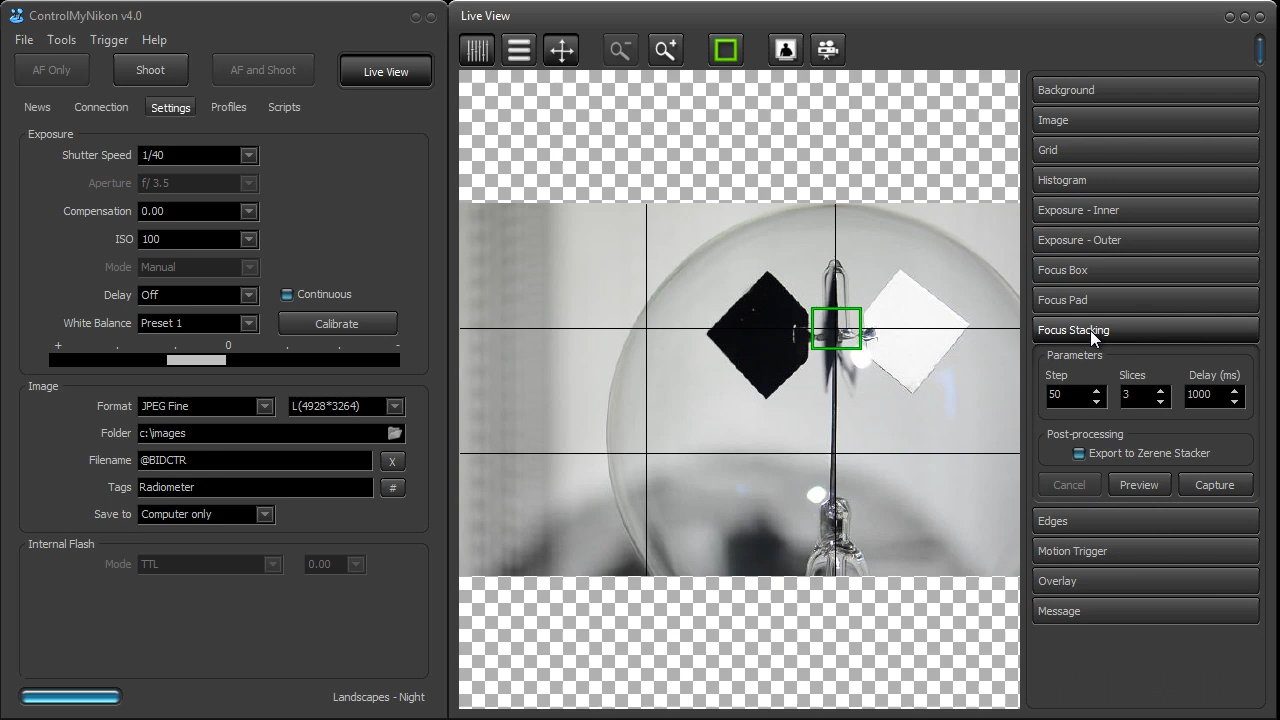 ControlMyNikon v4.0
File Tools Trigger Help
AF Only Shoot AF and Shoot Live View
News Connection Settings Profiles Scripts
Exposure
Shutter Speed 1/40
Aperture f/ 3.5
Compensation 0.00
ISO 100
Mode Manual
Delay Off Continuous
White Balance Preset 1 Calibrate
+ . . 0 . . -
Image
Format JPEG Fine L(4928*3264)
Folder c:\images
Filename @BIDCTR X
Tags Radiometer #
Save to Computer only
Internal Flash
Mode TTL 0.00
Landscapes - Night
Live View
Background
Image
Grid
Histogram
Exposure - Inner
Exposure - Outer
Focus Box
Focus Pad
Focus Stacking
Parameters
Step Slices Delay (ms)
50 3 1000
Post-processing
Export to Zerene Stacker
Cancel Preview Capture
Edges
Motion Trigger
Overlay
Message